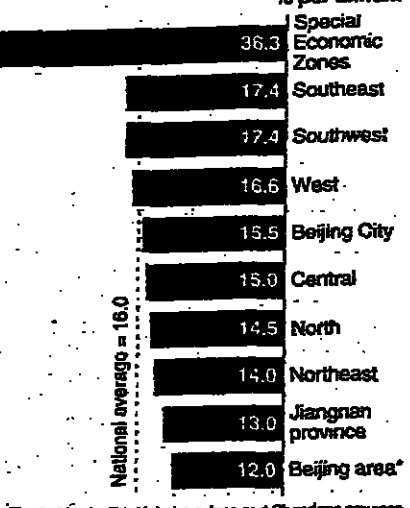 % per annum
36.3 Special
Economic
Zones
17.4 Southeast
17.4 Southwest
16.6 West
15.5 Beijing City
15.0 Central
14.5 North
14.0 Northeast
13.0 Jiangnan
province
12.0 Beijing area*
National average = 16.0